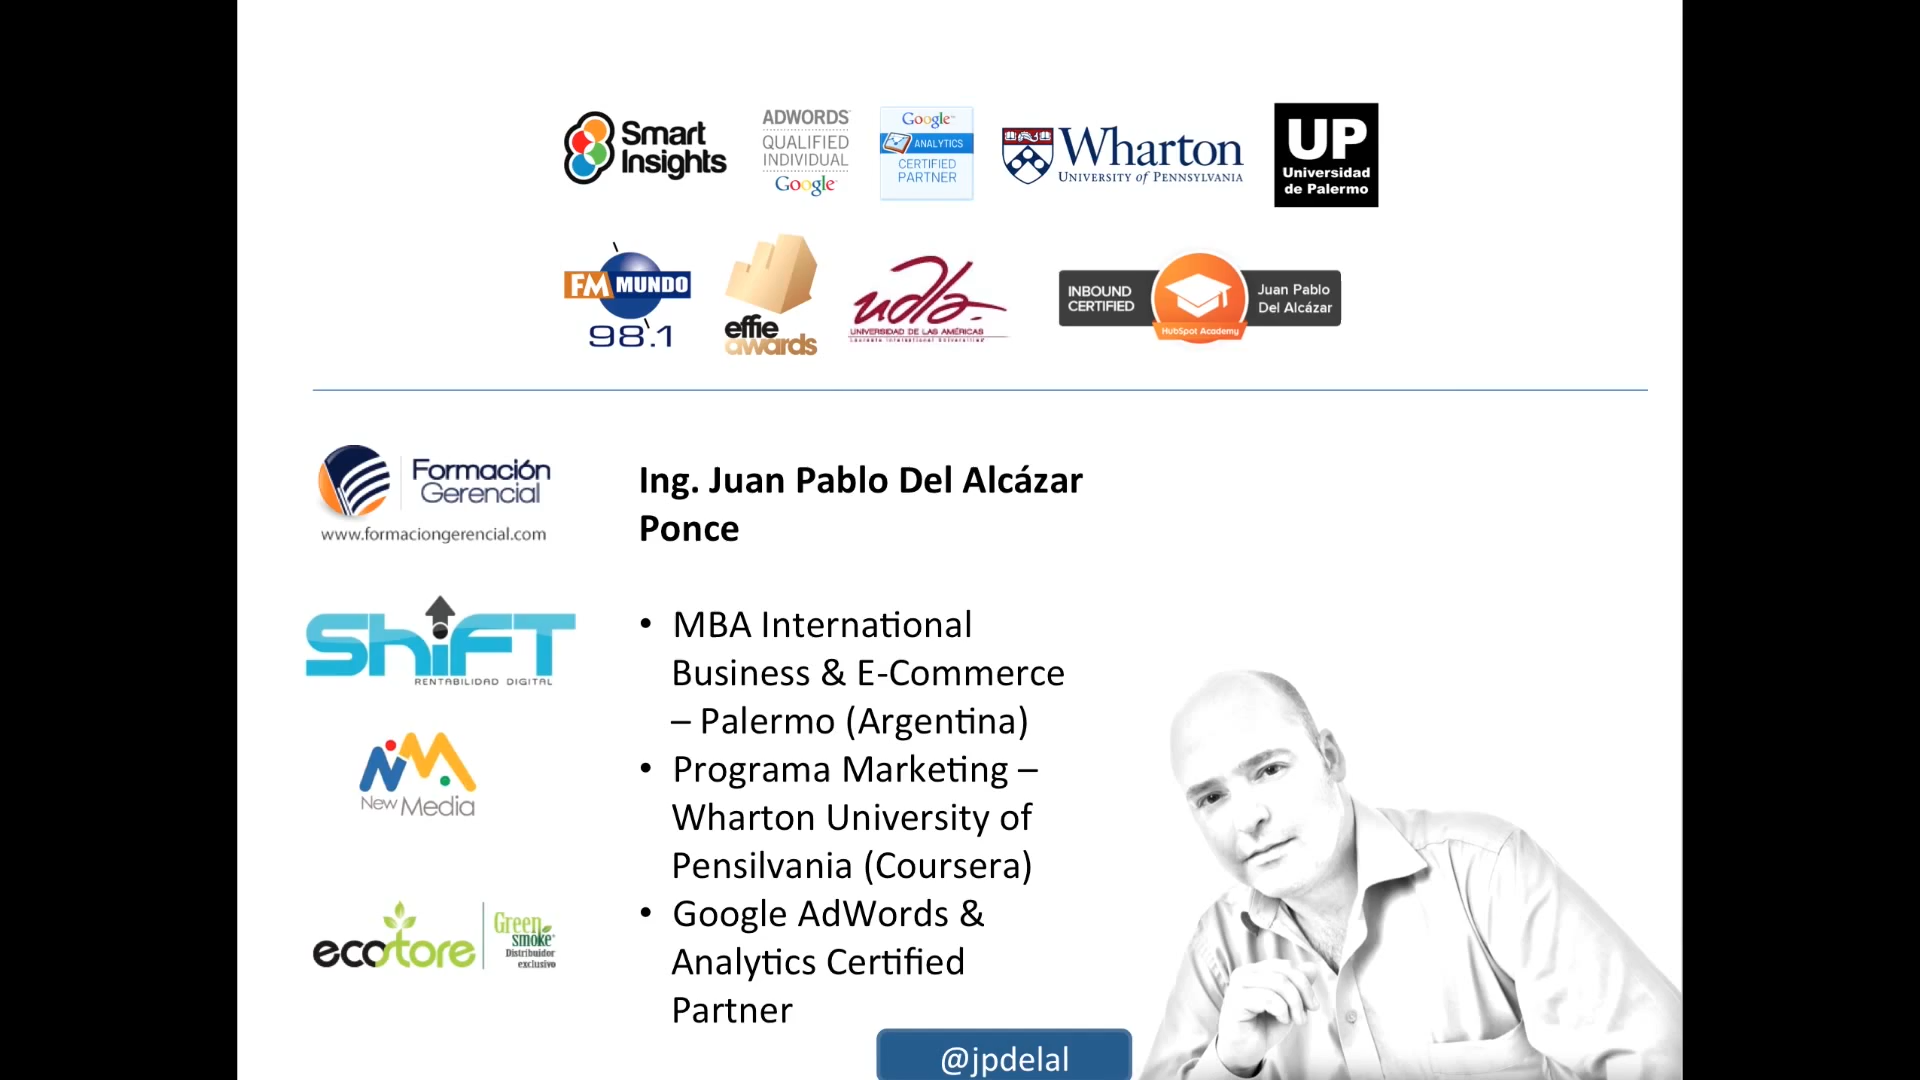 Smart
Insights
ADWORDS
QUALIFIED
INDIVIDUAL
Google
Google
ANALYTICS
CERTIFIED
PARTNER
Wharton
UNIVERSITY of PENNSYLVANIA
UP
Universidad
de Palermo
FM MUNDO
98.1
effie
awards
udla-
UNIVERSIDAD DE LAS AMÉRICAS
Laureate International Universities
INBOUND
CERTIFIED
HubSpot Academy
Juan Pablo
Del Alcázar
Formación
Gerencial
www.formaciongerencial.com
ShiFT
RENTABILIDAD DIGITAL
NM
New Media
ecostore
Green
smoke
Distribuidor
exclusivo
Ing. Juan Pablo Del Alcázar
Ponce
• MBA International
Business & E-Commerce
– Palermo (Argentina)
• Programa Marketing –
Wharton University of
Pensilvania (Coursera)
• Google AdWords &
Analytics Certified
Partner
@jpdelal